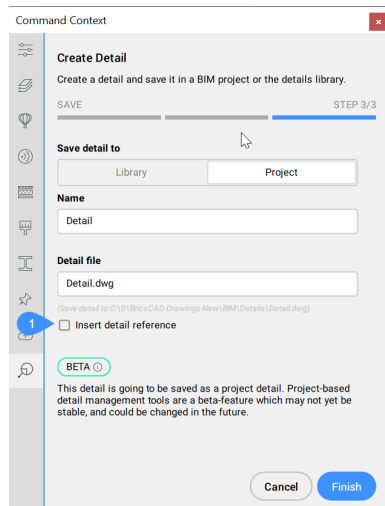 Command Context
×
Create Detail
Create a detail and save it in a BIM project or the details library.
SAVE STEP 3/3
Save detail to
Library Project
Name
Detail
Detail file
Detail.dwg
(Save detail to C:\D\BricsCAD-Drawings-New\BIM\Details\Detail.dwg)
1 Insert detail reference
BETA
This detail is going to be saved as a project detail. Project-based
detail management tools are a beta-feature which may not yet be
stable, and could be changed in the future.
Cancel Finish